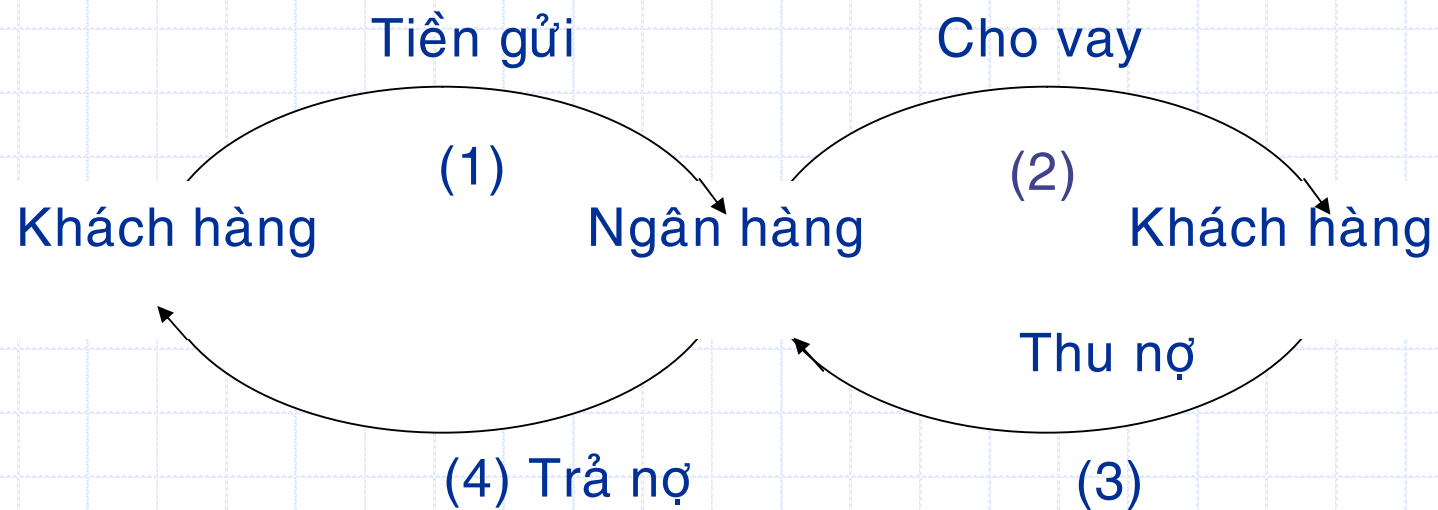 Tiền gửi
Cho vay
(1)
(2)
Khách hàng
Ngân hàng
Khách hàng
Thu nợ
(4) Trả nợ
(3)